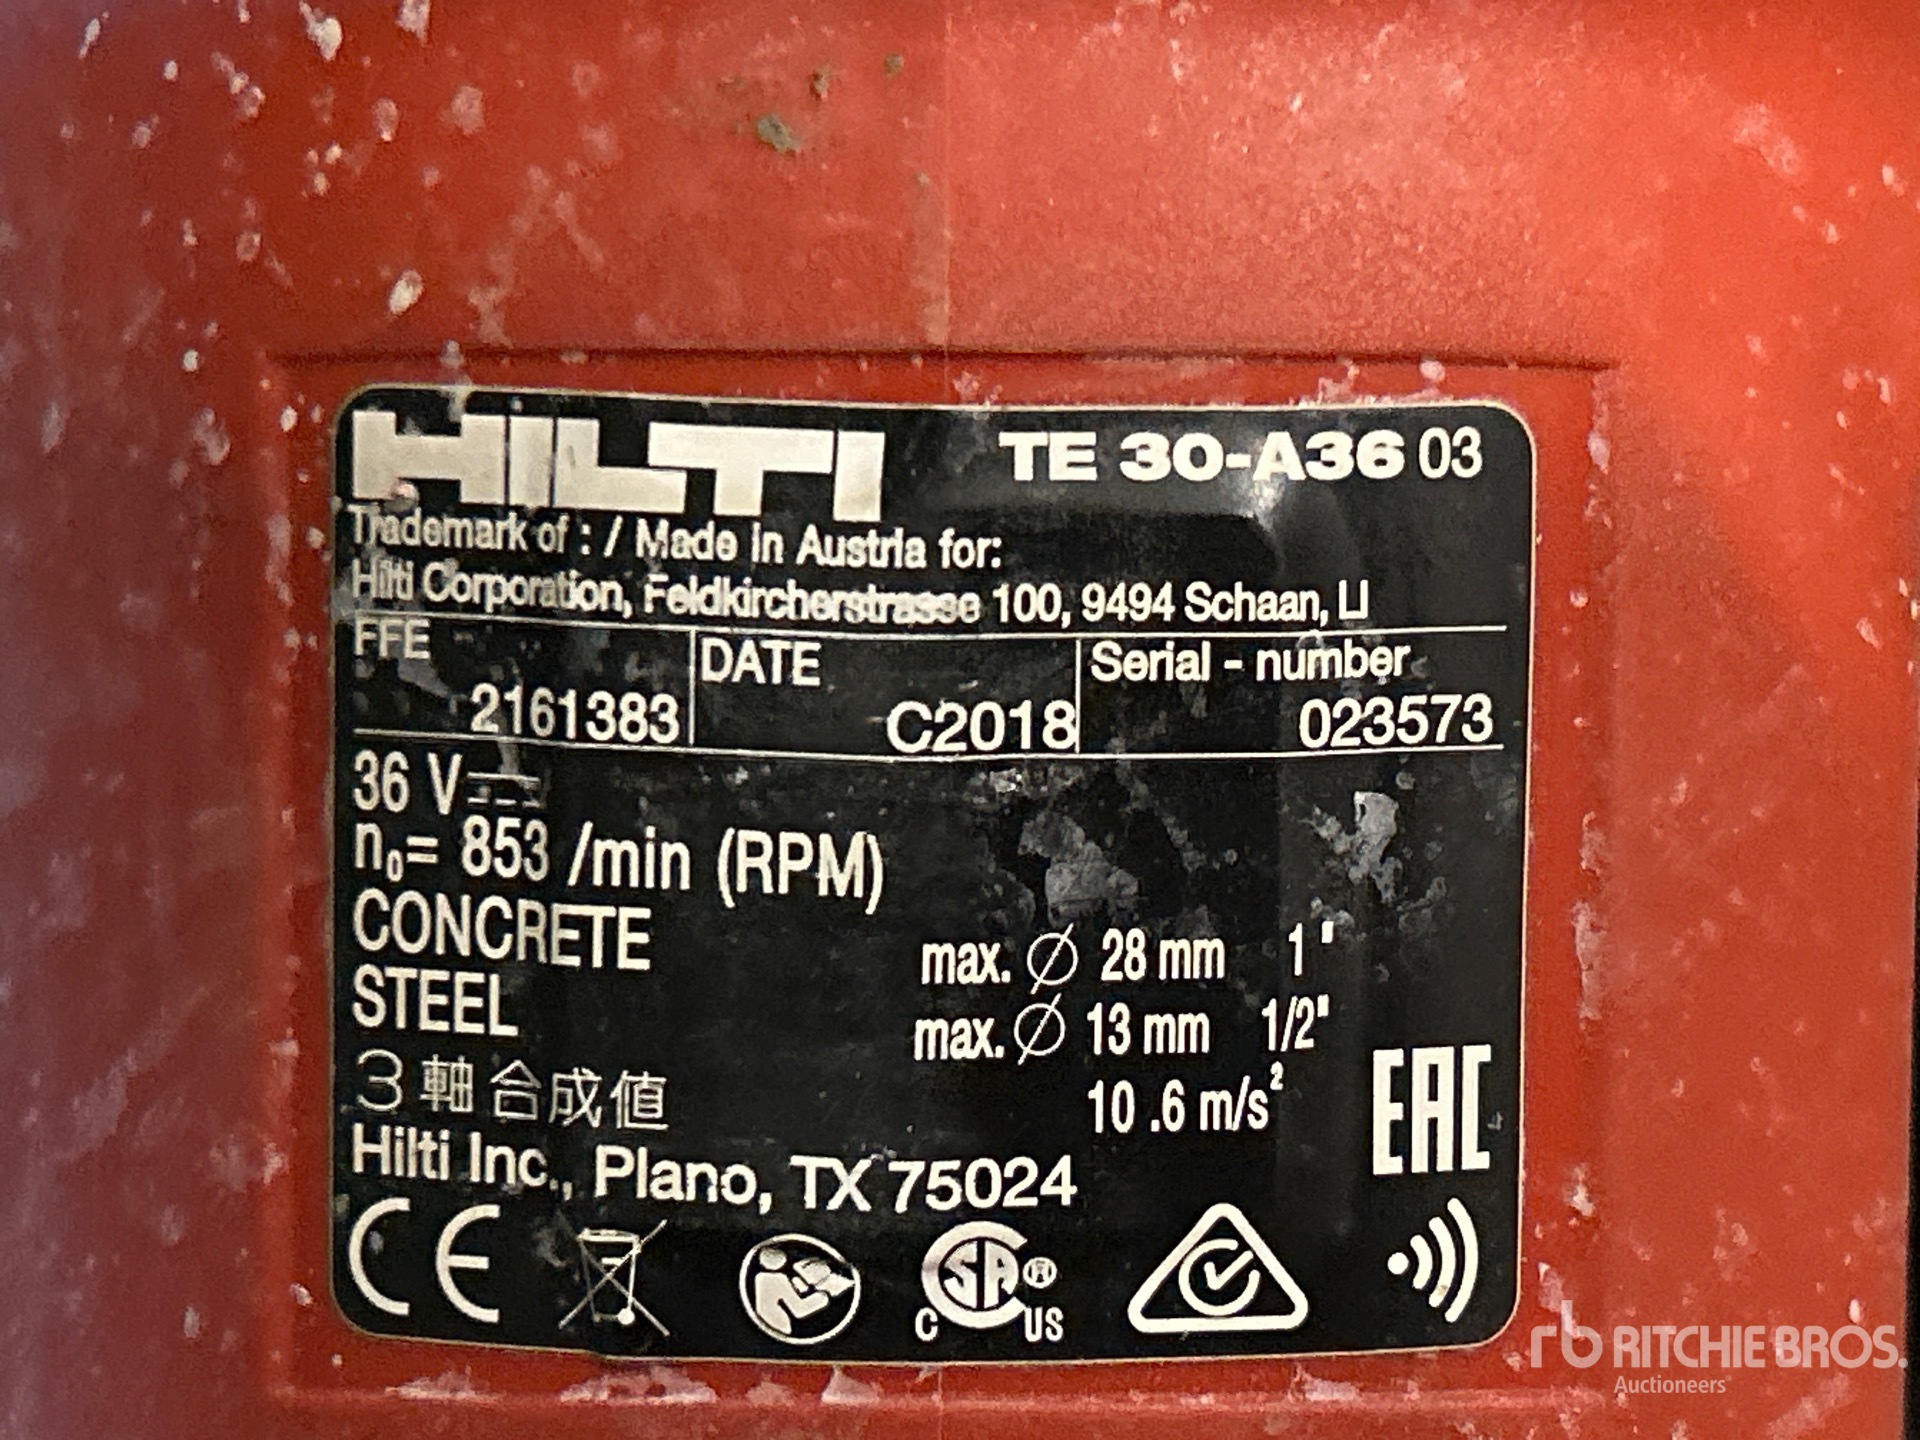 HILTI TE 30-A36 03
Trademark of : / Made in Austria for:
Hilti Corporation, Feldkircherstrasse 100, 9494 Schaan, LI
FFE DATE Serial - number
2161383 C2018 023573
36 V
n₀= 853 /min (RPM)
CONCRETE max. Ø 28 mm 1"
STEEL max. Ø 13 mm 1/2"
3軸合成値 10 .6 m/s²
Hilti Inc., Plano, TX 75024
EAC
CE
CSA® C US
rb RITCHIE BROS.
Auctioneers